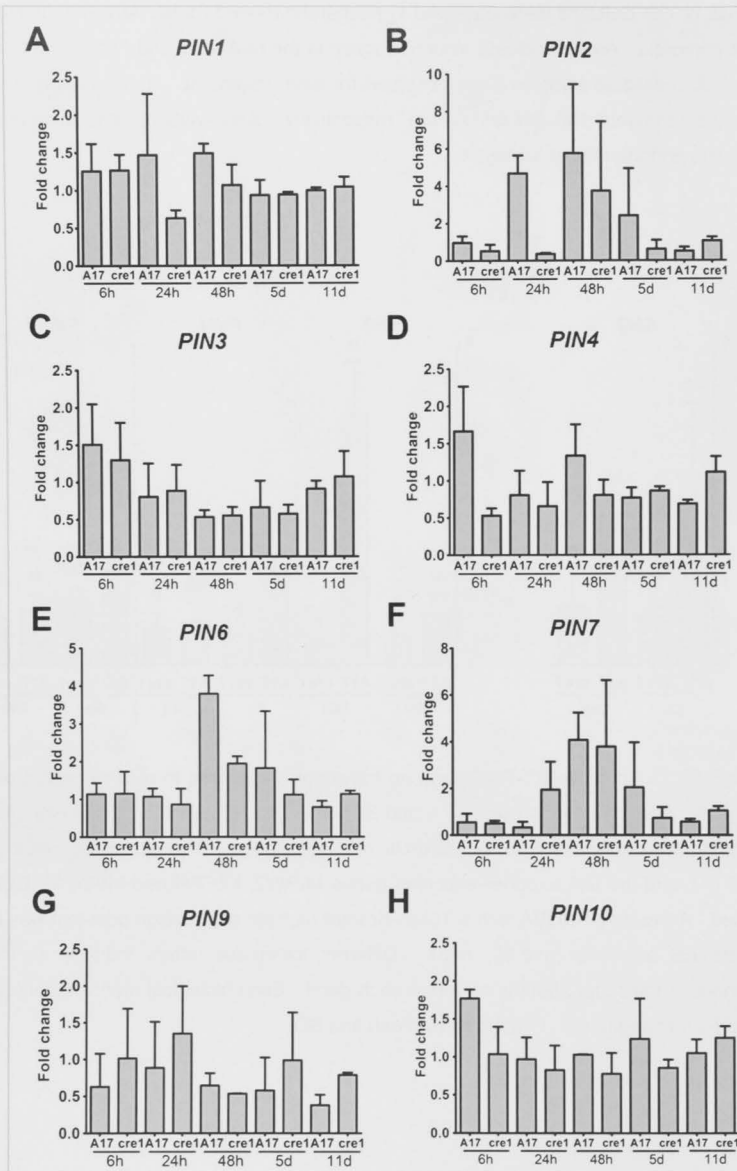 A
PIN1
Fold change
2.5
2.0
1.5
1.0
0.5
0.0
A17 cre1 A17 cre1 A17 cre1 A17 cre1 A17 cre1
6h 24h 48h 5d 11d
B
PIN2
Fold change
10
8
6
4
2
0
A17 cre1 A17 cre1 A17 cre1 A17 cre1 A17 cre1
6h 24h 48h 5d 11d
C
PIN3
Fold change
2.5
2.0
1.5
1.0
0.5
0.0
A17 cre1 A17 cre1 A17 cre1 A17 cre1 A17 cre1
6h 24h 48h 5d 11d
D
PIN4
Fold change
2.5
2.0
1.5
1.0
0.5
0.0
A17 cre1 A17 cre1 A17 cre1 A17 cre1 A17 cre1
6h 24h 48h 5d 11d
E
PIN6
Fold change
5
4
3
2
1
0
A17 cre1 A17 cre1 A17 cre1 A17 cre1 A17 cre1
6h 24h 48h 5d 11d
F
PIN7
Fold change
8
6
4
2
0
A17 cre1 A17 cre1 A17 cre1 A17 cre1 A17 cre1
6h 24h 48h 5d 11d
G
PIN9
Fold change
2.5
2.0
1.5
1.0
0.5
0.0
A17 cre1 A17 cre1 A17 cre1 A17 cre1 A17 cre1
6h 24h 48h 5d 11d
H
PIN10
Fold change
2.5
2.0
1.5
1.0
0.5
0.0
A17 cre1 A17 cre1 A17 cre1 A17 cre1 A17 cre1
6h 24h 48h 5d 11d